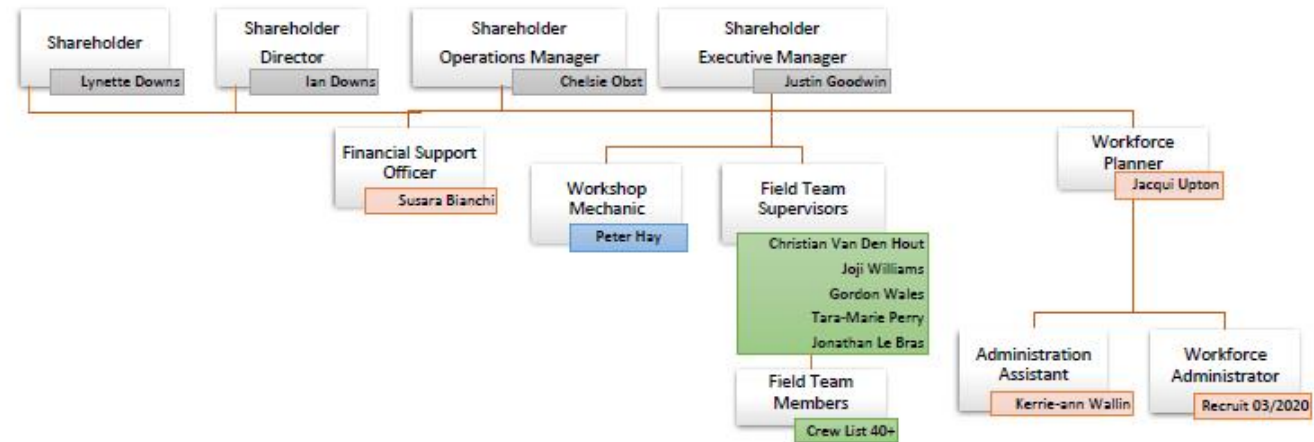 Shareholder
Lynette Downs
Shareholder
Director
Ian Downs
Shareholder
Operations Manager
Chelsie Obst
Shareholder
Executive Manager
Justin Goodwin
Financial Support
Officer
Susara Bianchi
Workshop
Mechanic
Peter Hay
Field Team
Supervisors
Christian Van Den Hout
Joji Williams
Gordon Wales
Tara-Marie Perry
Jonathan Le Bras
Field Team
Members
Crew List 40+
Workforce
Planner
Jacqui Upton
Administration
Assistant
Kerrie-ann Wallin
Workforce
Administrator
Recruit 03/2020